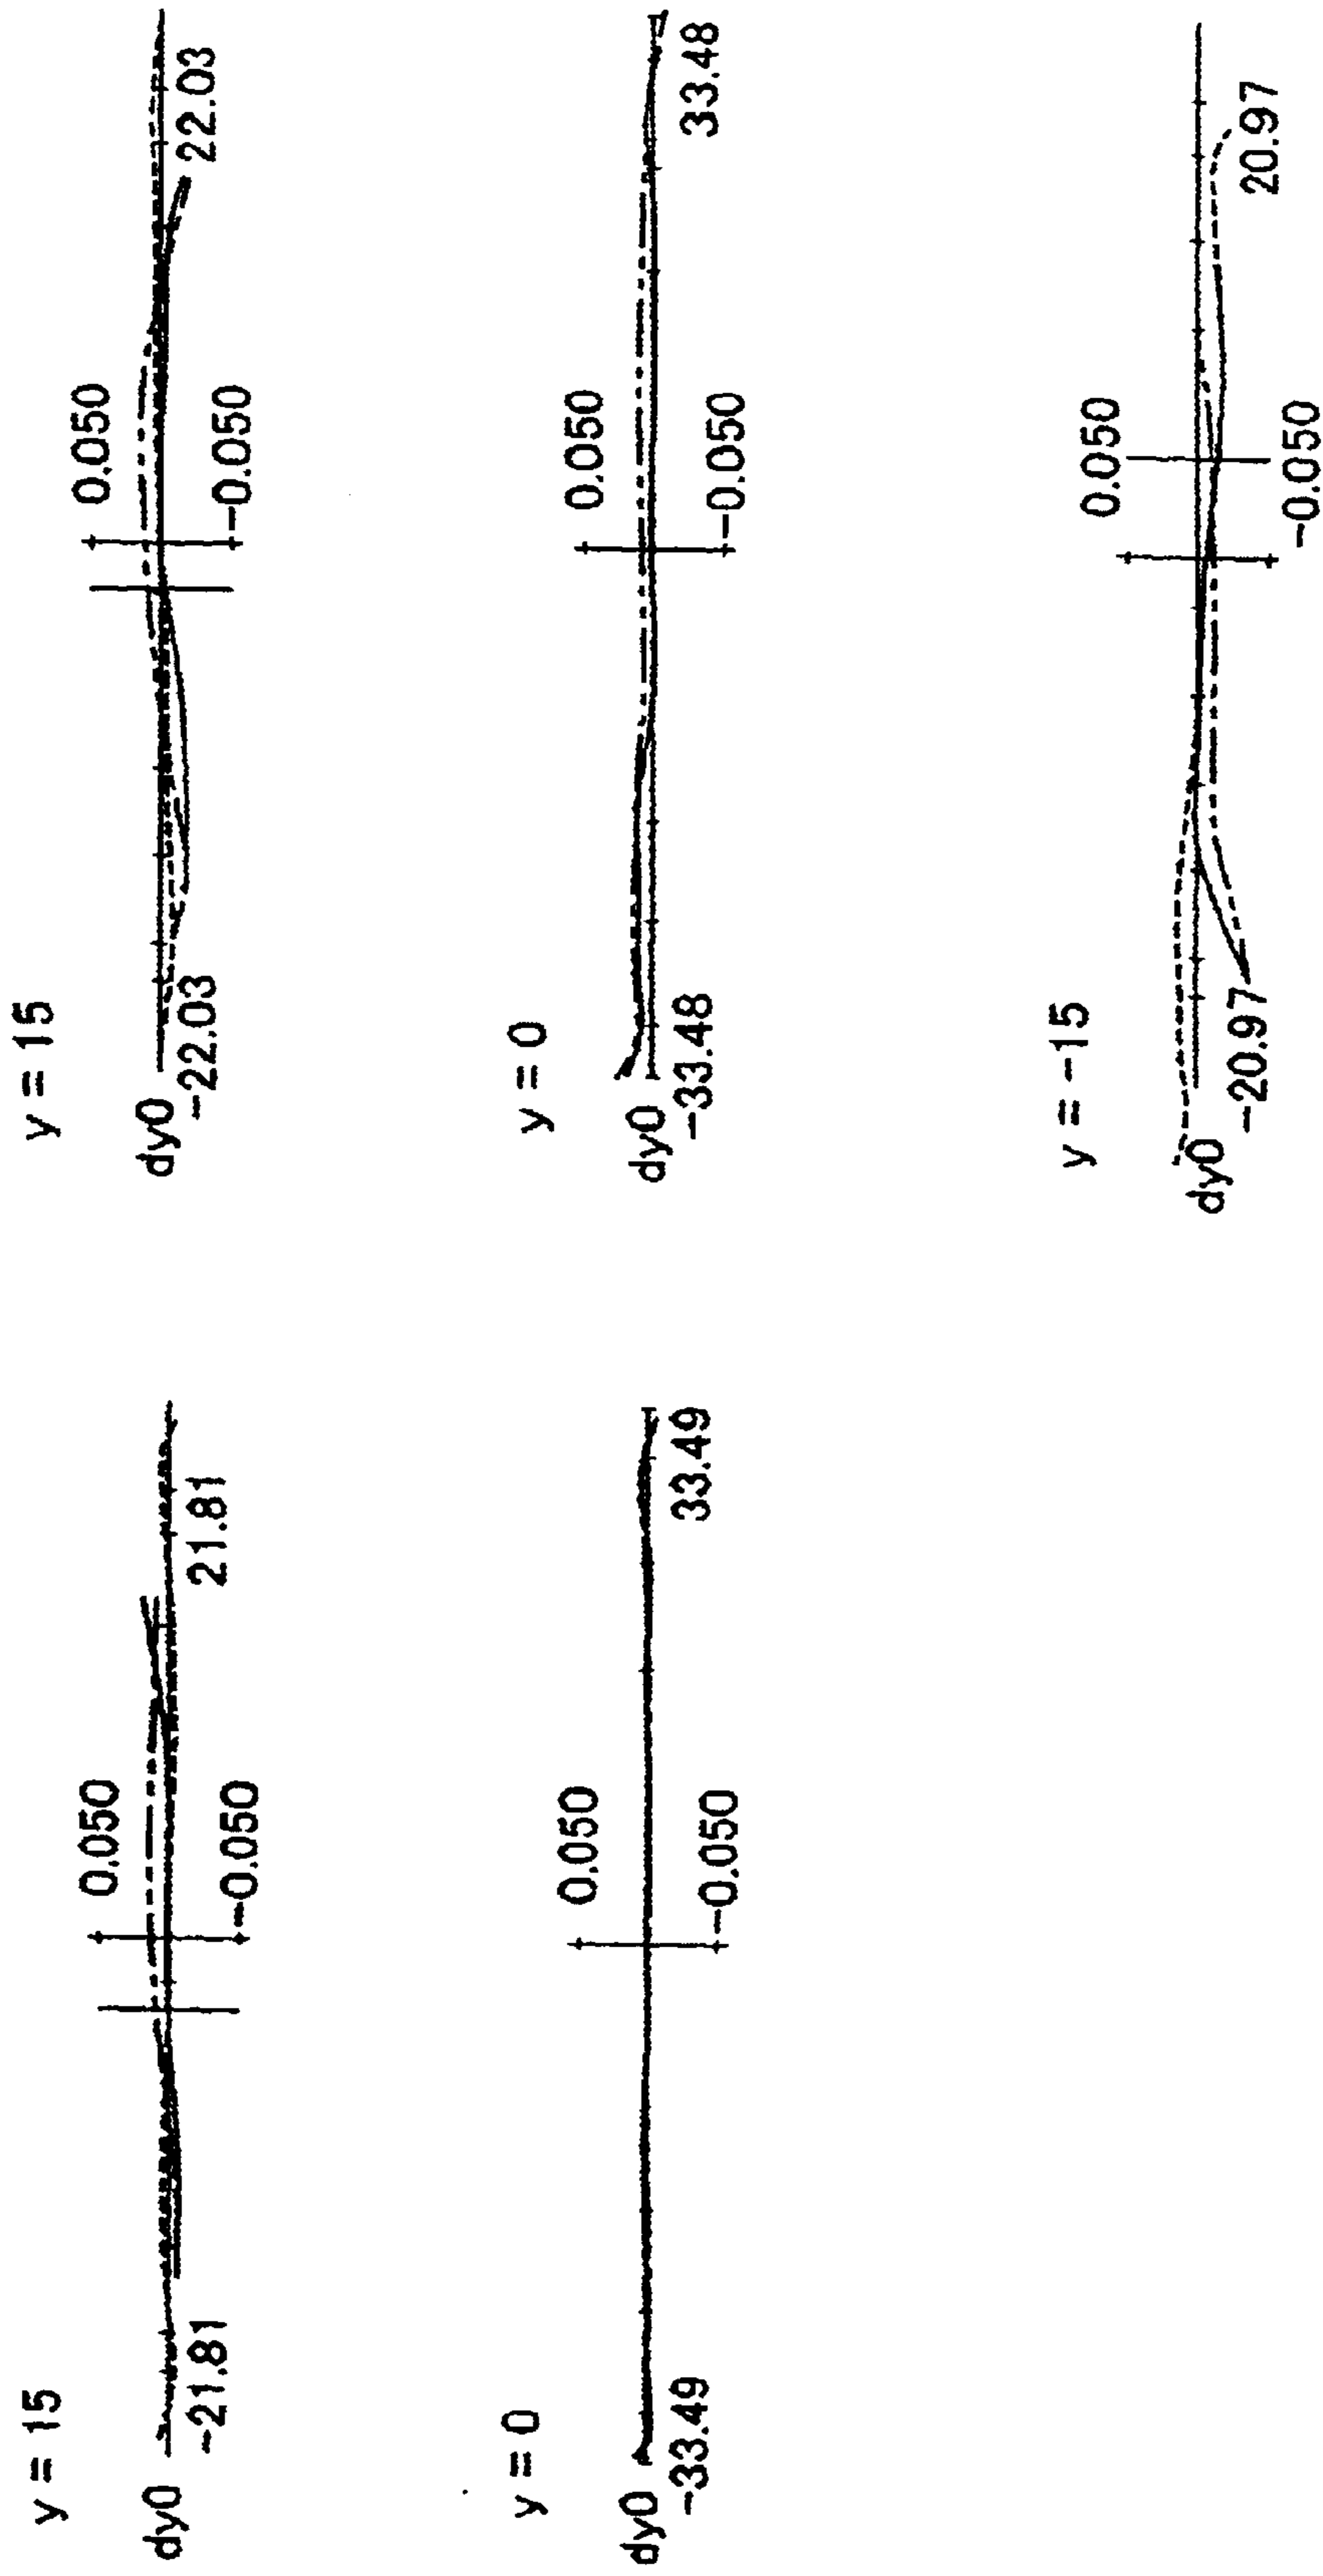 y = 15
dy0
0.050
-0.050
-21.81
21.81
y = 0
dy0
0.050
-0.050
-33.49
33.49
y = 15
dy0
0.050
-0.050
-22.03
22.03
y = 0
dy0
0.050
-0.050
-33.48
33.48
y = -15
dy0
0.050
-0.050
-20.97
20.97